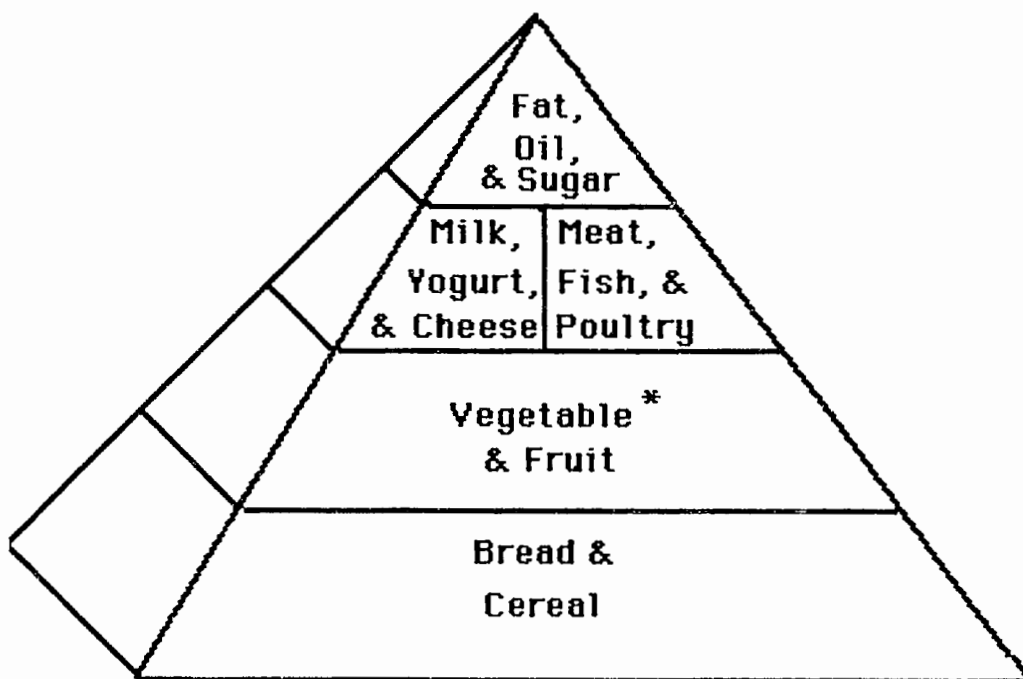 Fat,
Oil,
& Sugar
Milk,
Yogurt,
& Cheese
Meat,
Fish, &
Poultry
Vegetable *
& Fruit
Bread &
Cereal